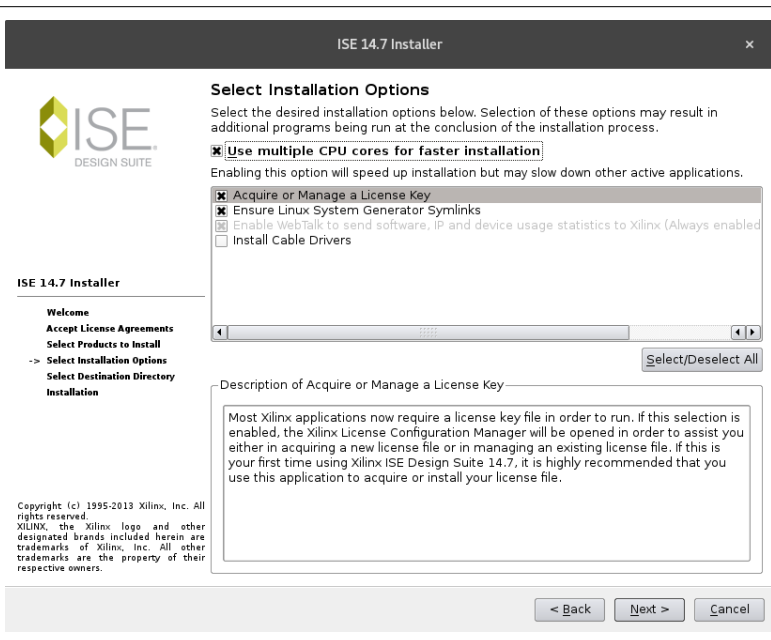 ISE 14.7 Installer
×
ISE
DESIGN SUITE
ISE 14.7 Installer
Welcome
Accept License Agreements
Select Products to Install
-> Select Installation Options
Select Destination Directory
Installation
Copyright (c) 1995-2013 Xilinx, Inc. All
rights reserved.
XILINX, the Xilinx logo and other
designated brands included herein are
trademarks of Xilinx, Inc. All other
trademarks are the property of their
respective owners.
Select Installation Options
Select the desired installation options below. Selection of these options may result in
additional programs being run at the conclusion of the installation process.
Use multiple CPU cores for faster installation
Enabling this option will speed up installation but may slow down other active applications.
Acquire or Manage a License Key
Ensure Linux System Generator Symlinks
Enable WebTalk to send software, IP and device usage statistics to Xilinx (Always enabled
Install Cable Drivers
Select/Deselect All
Description of Acquire or Manage a License Key
Most Xilinx applications now require a license key file in order to run. If this selection is
enabled, the Xilinx License Configuration Manager will be opened in order to assist you
either in acquiring a new license file or in managing an existing license file. If this is
your first time using Xilinx ISE Design Suite 14.7, it is highly recommended that you
use this application to acquire or install your license file.
< Back
Next >
Cancel